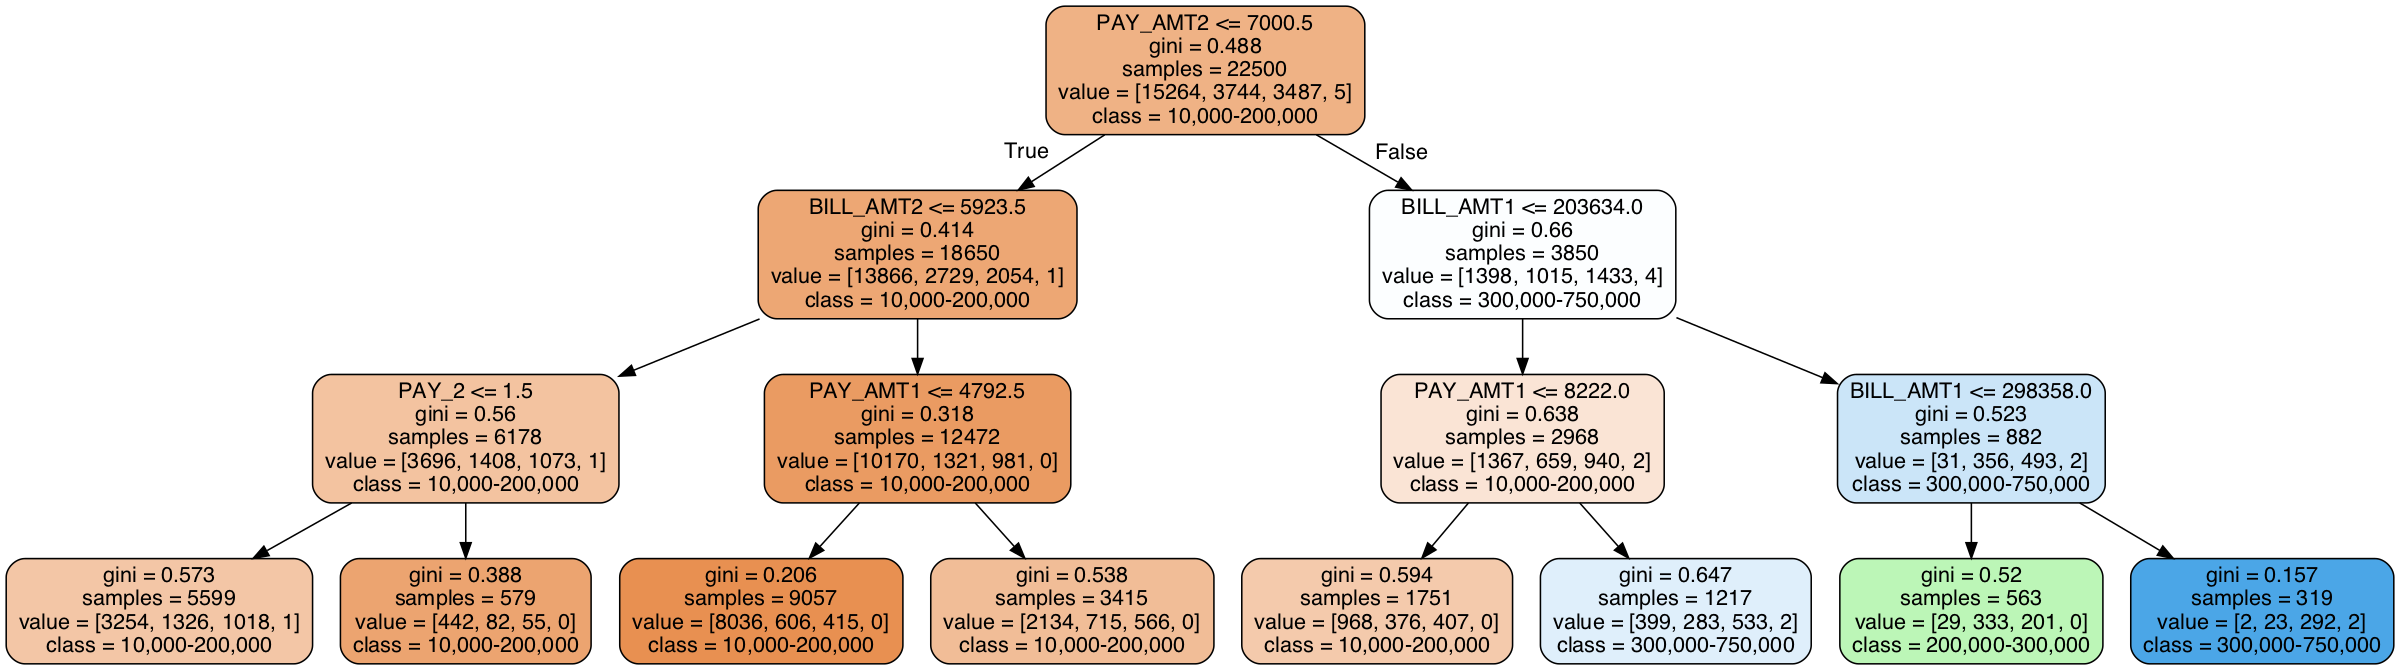 PAY_AMT2 <= 7000.5
gini = 0.488
samples = 22500
value = [15264, 3744, 3487, 5]
class = 10,000-200,000
True
False
BILL_AMT2 <= 5923.5
gini = 0.414
samples = 18650
value = [13866, 2729, 2054, 1]
class = 10,000-200,000
BILL_AMT1 <= 203634.0
gini = 0.66
samples = 3850
value = [1398, 1015, 1433, 4]
class = 300,000-750,000
PAY_2 <= 1.5
gini = 0.56
samples = 6178
value = [3696, 1408, 1073, 1]
class = 10,000-200,000
PAY_AMT1 <= 4792.5
gini = 0.318
samples = 12472
value = [10170, 1321, 981, 0]
class = 10,000-200,000
PAY_AMT1 <= 8222.0
gini = 0.638
samples = 2968
value = [1367, 659, 940, 2]
class = 10,000-200,000
BILL_AMT1 <= 298358.0
gini = 0.523
samples = 882
value = [31, 356, 493, 2]
class = 300,000-750,000
gini = 0.573
samples = 5599
value = [3254, 1326, 1018, 1]
class = 10,000-200,000
gini = 0.388
samples = 579
value = [442, 82, 55, 0]
class = 10,000-200,000
gini = 0.206
samples = 9057
value = [8036, 606, 415, 0]
class = 10,000-200,000
gini = 0.538
samples = 3415
value = [2134, 715, 566, 0]
class = 10,000-200,000
gini = 0.594
samples = 1751
value = [968, 376, 407, 0]
class = 10,000-200,000
gini = 0.647
samples = 1217
value = [399, 283, 533, 2]
class = 300,000-750,000
gini = 0.52
samples = 563
value = [29, 333, 201, 0]
class = 200,000-300,000
gini = 0.157
samples = 319
value = [2, 23, 292, 2]
class = 300,000-750,000